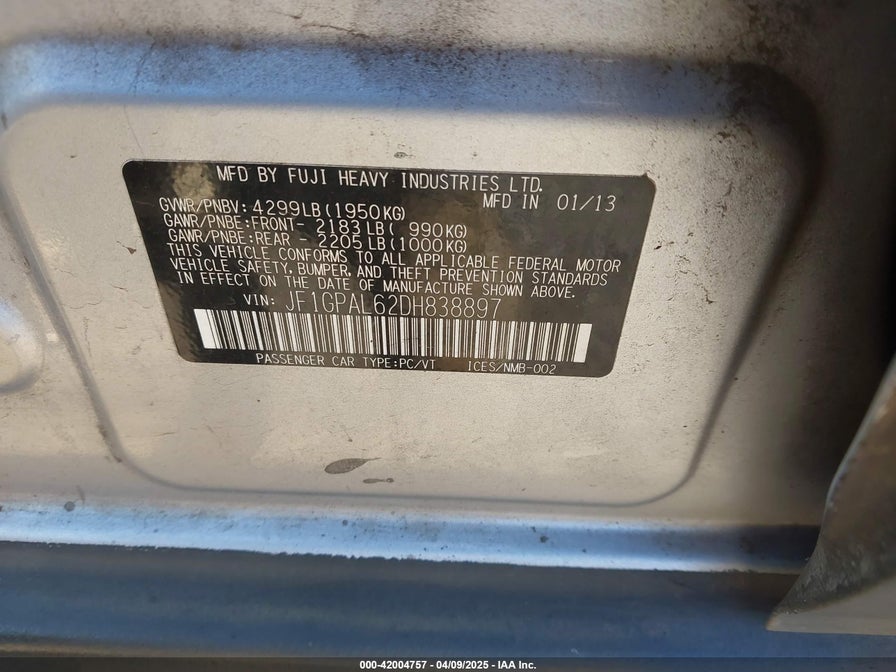 MFD BY FUJI HEAVY INDUSTRIES LTD.
GVWR/PNBV: 4299LB(1950KG) MFD IN 01/13
GAWR/PNBE:FRONT- 2183LB( 990KG)
GAWR/PNBE:REAR - 2205LB(1000KG)
THIS VEHICLE CONFORMS TO ALL APPLICABLE FEDERAL MOTOR
VEHICLE SAFETY, BUMPER, AND THEFT PREVENTION STANDARDS
IN EFFECT ON THE DATE OF MANUFACTURE SHOWN ABOVE.
VIN: JF1GPAL62DH838897
PASSENGER CAR TYPE:PC/VT ICES/NMB-002
000-42004757 - 04/09/2025 - IAA Inc.